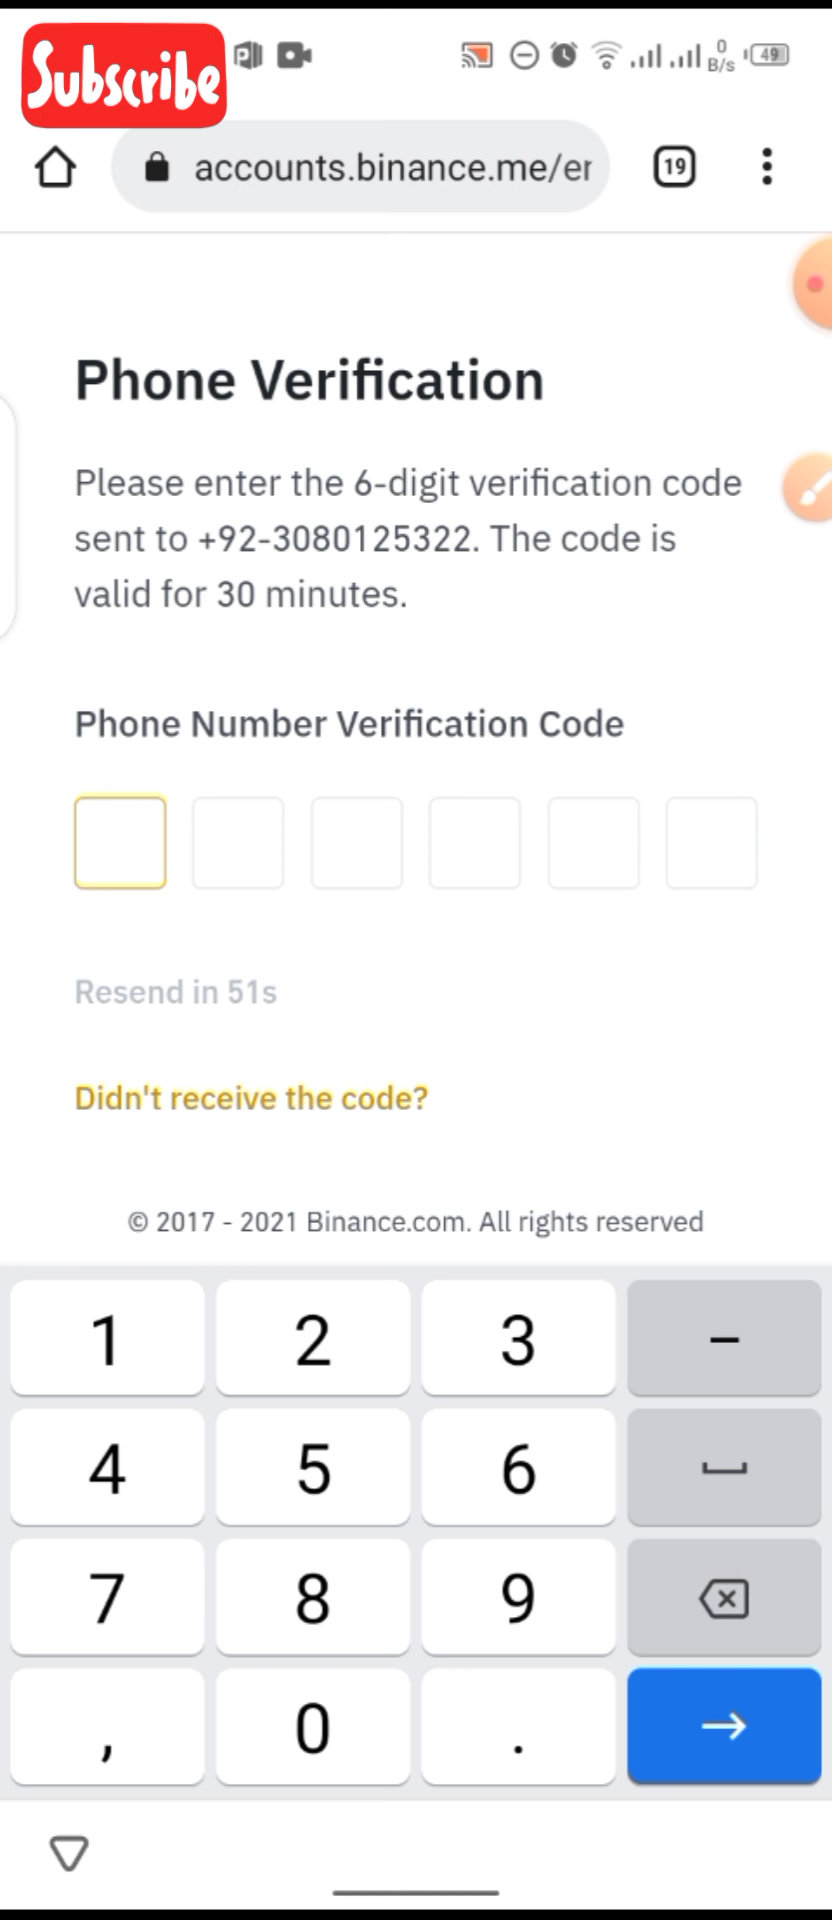 Subscribe
0
B/s
49
accounts.binance.me/er
19
Phone Verification
Please enter the 6-digit verification code
sent to +92-3080125322. The code is
valid for 30 minutes.
Phone Number Verification Code
Resend in 51s
Didn't receive the code?
© 2017 - 2021 Binance.com. All rights reserved
1 2 3 –
4 5 6
7 8 9
, 0 .